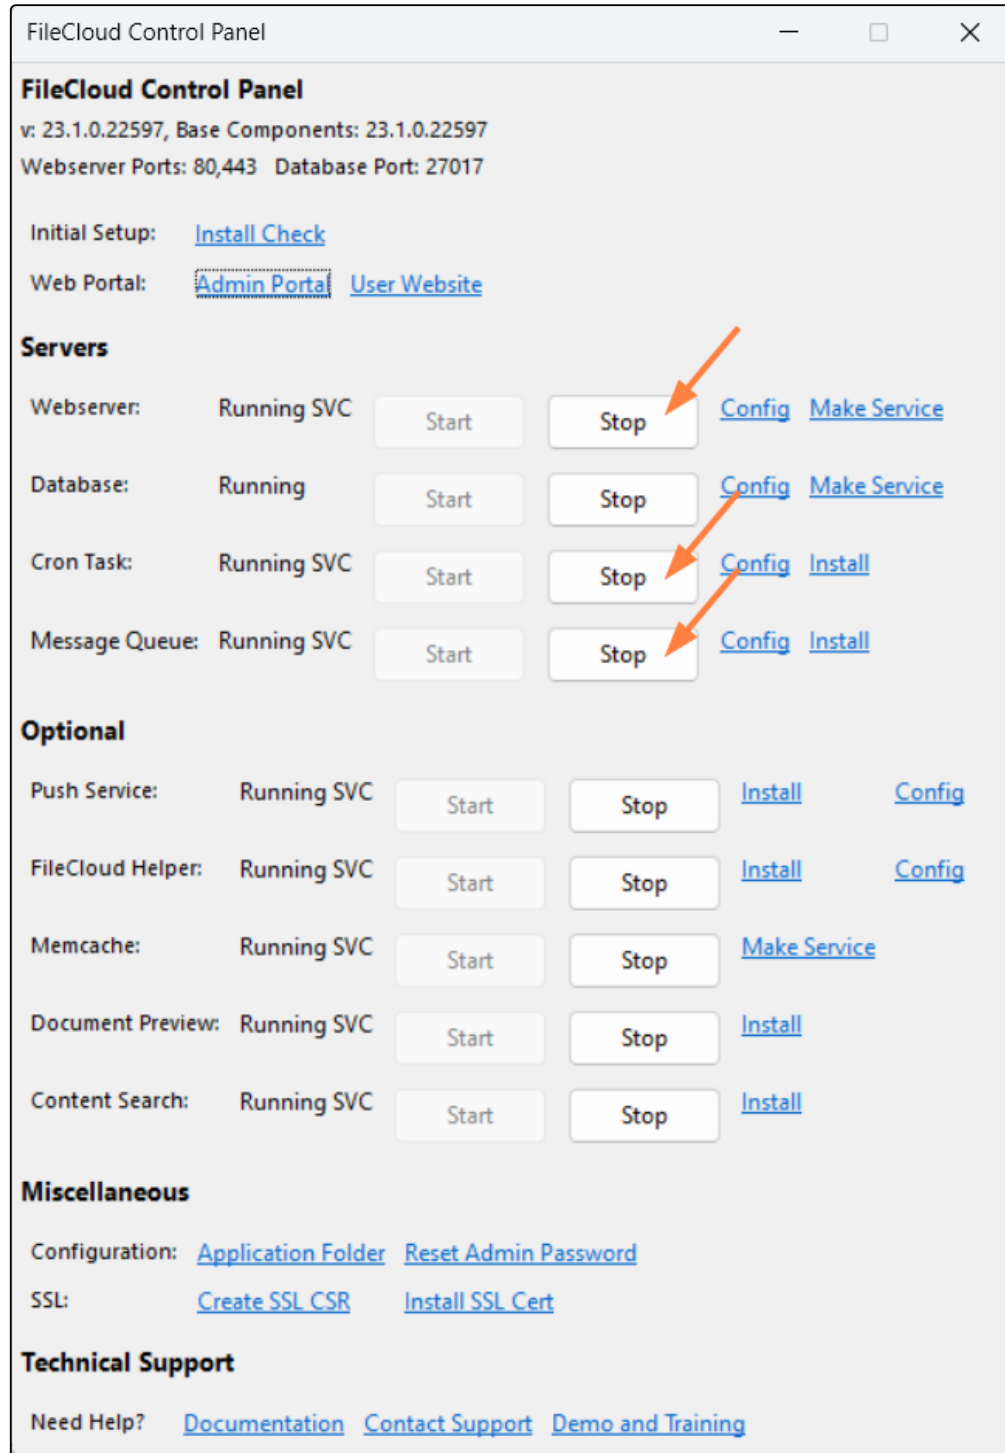 FileCloud Control Panel
FileCloud Control Panel
v: 23.1.0.22597, Base Components: 23.1.0.22597
Webserver Ports: 80,443 Database Port: 27017
Initial Setup: Install Check
Web Portal: Admin Portal User Website
Servers
Webserver: Running SVC Start Stop Config Make Service
Database: Running Start Stop Config Make Service
Cron Task: Running SVC Start Stop Config Install
Message Queue: Running SVC Start Stop Config Install
Optional
Push Service: Running SVC Start Stop Install Config
FileCloud Helper: Running SVC Start Stop Install Config
Memcache: Running SVC Start Stop Make Service
Document Preview: Running SVC Start Stop Install
Content Search: Running SVC Start Stop Install
Miscellaneous
Configuration: Application Folder Reset Admin Password
SSL: Create SSL CSR Install SSL Cert
Technical Support
Need Help? Documentation Contact Support Demo and Training